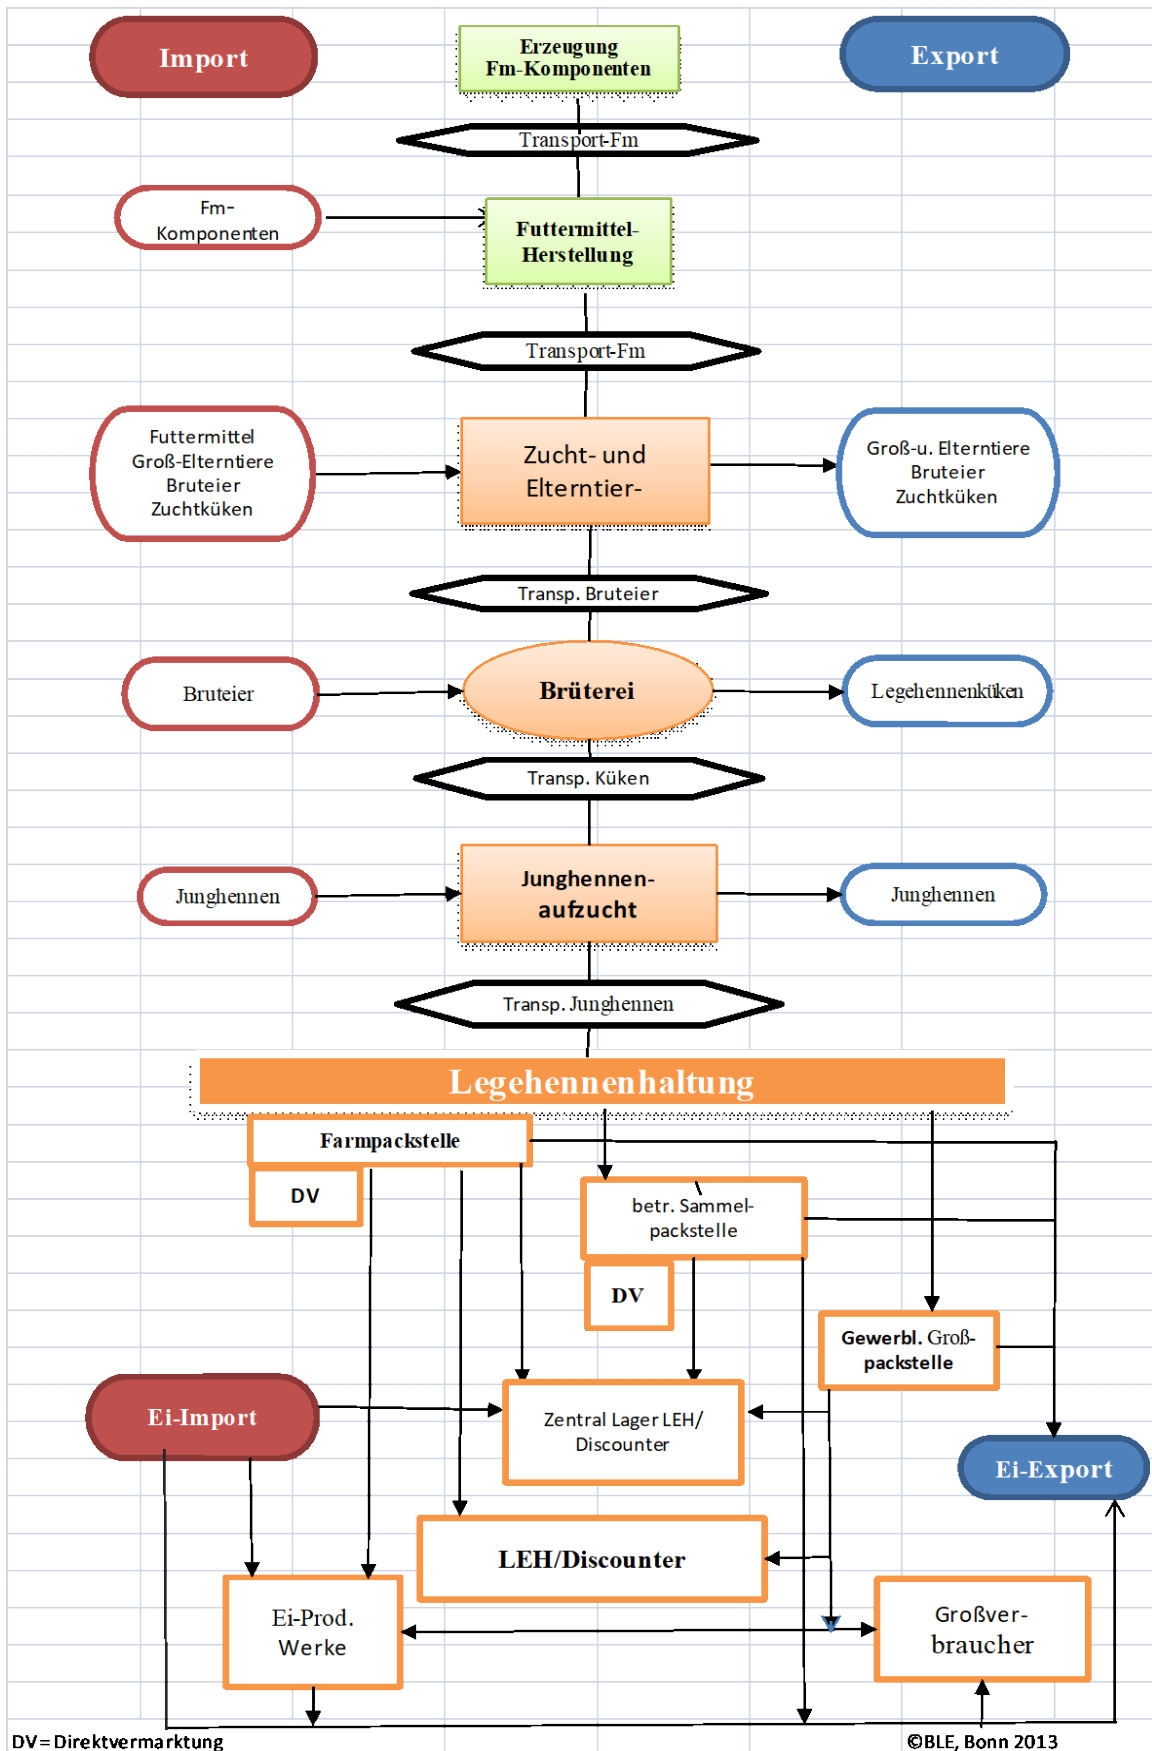 Import
Erzeugung
Fm-Komponenten
Export
Transport-Fm
Fm-
Komponenten
Futtermittel-
Herstellung
Transport-Fm
Futtermittel
Groß-Elterntiere
Bruteier
Zuchtküken
Zucht- und
Elterntier-
Groß-u. Elterntiere
Bruteier
Zuchtküken
Transp. Bruteier
Bruteier
Brüterei
Legehennenküken
Transp. Küken
Junghennen
Junghennen-
aufzucht
Junghennen
Transp. Junghennen
Legehennenhaltung
Farmpackstelle
DV
betr. Sammel-
packstelle
DV
Gewerbl. Groß-
packstelle
Ei-Import
Zentral Lager LEH/
Discounter
Ei-Export
LEH/Discounter
Ei-Prod.
Werke
Großver-
braucher
DV = Direktvermarktung
©BLE, Bonn 2013